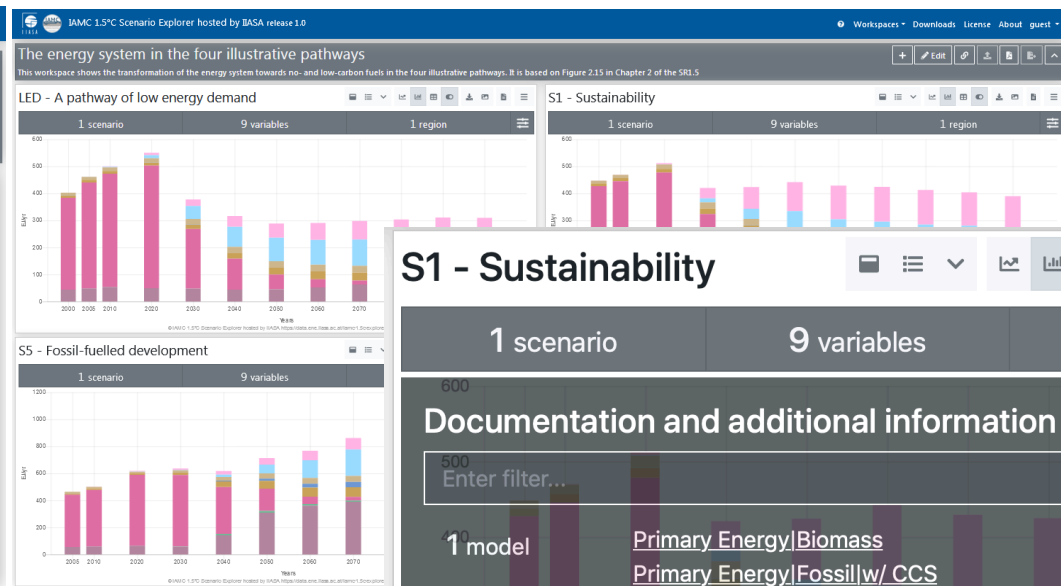 IIASA
IAMC 1.5°C Scenario Explorer hosted by IIASA release 1.0
Workspaces Downloads License About guest
The energy system in the four illustrative pathways
This workspace shows the transformation of the energy system towards no- and low-carbon fuels in the four illustrative pathways. It is based on Figure 2.15 in Chapter 2 of the SR1.5
Edit
LED - A pathway of low energy demand
1 scenario 9 variables 1 region
600
500
400
300
200
100
0
EJ/yr
2000 2005 2010 2020 2030 2040 2050 2060 2070
Years
S1 - Sustainability
1 scenario 9 variables 1 region
600
500
400
300
EJ/yr
S5 - Fossil-fuelled development
1 scenario 9 variables
1200
1000
800
600
400
200
0
EJ/yr
2005 2010 2020 2030 2040 2050 2060 2070
Years
S1 - Sustainability
1 scenario 9 variables
600
Documentation and additional information
500
Enter filter...
400
1 model
Primary Energy|Biomass
Primary Energy|Fossil|w/ CCS